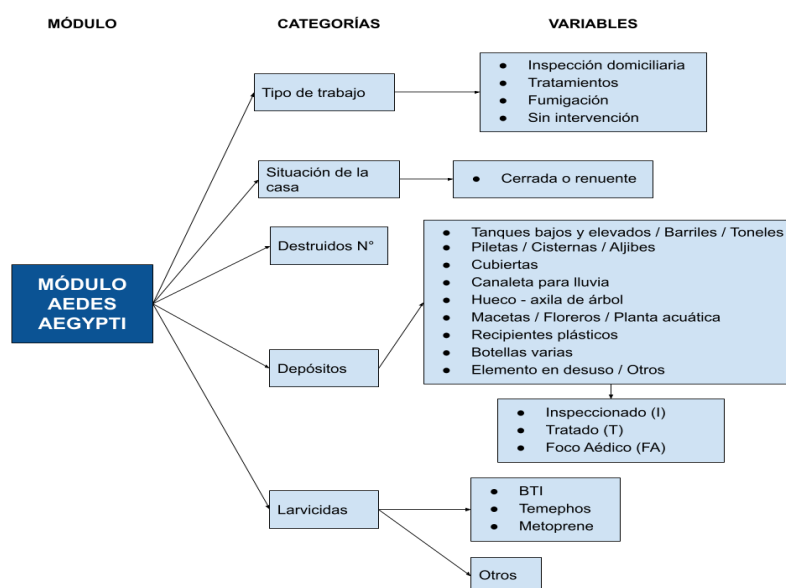 MÓDULO
CATEGORÍAS
VARIABLES
Tipo de trabajo
● Inspección domiciliaria
● Tratamientos
● Fumigación
● Sin intervención
Situación de la
casa
● Cerrada o renuente
Destruidos N°
MÓDULO
AEDES
AEGYPTI
Depósitos
● Tanques bajos y elevados / Barriles / Toneles
● Piletas / Cisternas / Aljibes
● Cubiertas
● Canaleta para lluvia
● Hueco - axila de árbol
● Macetas / Floreros / Planta acuática
● Recipientes plásticos
● Botellas varias
● Elemento en desuso / Otros
● Inspeccionado (I)
● Tratado (T)
● Foco Aédico (FA)
Larvicidas
● BTI
● Temephos
● Metoprene
Otros